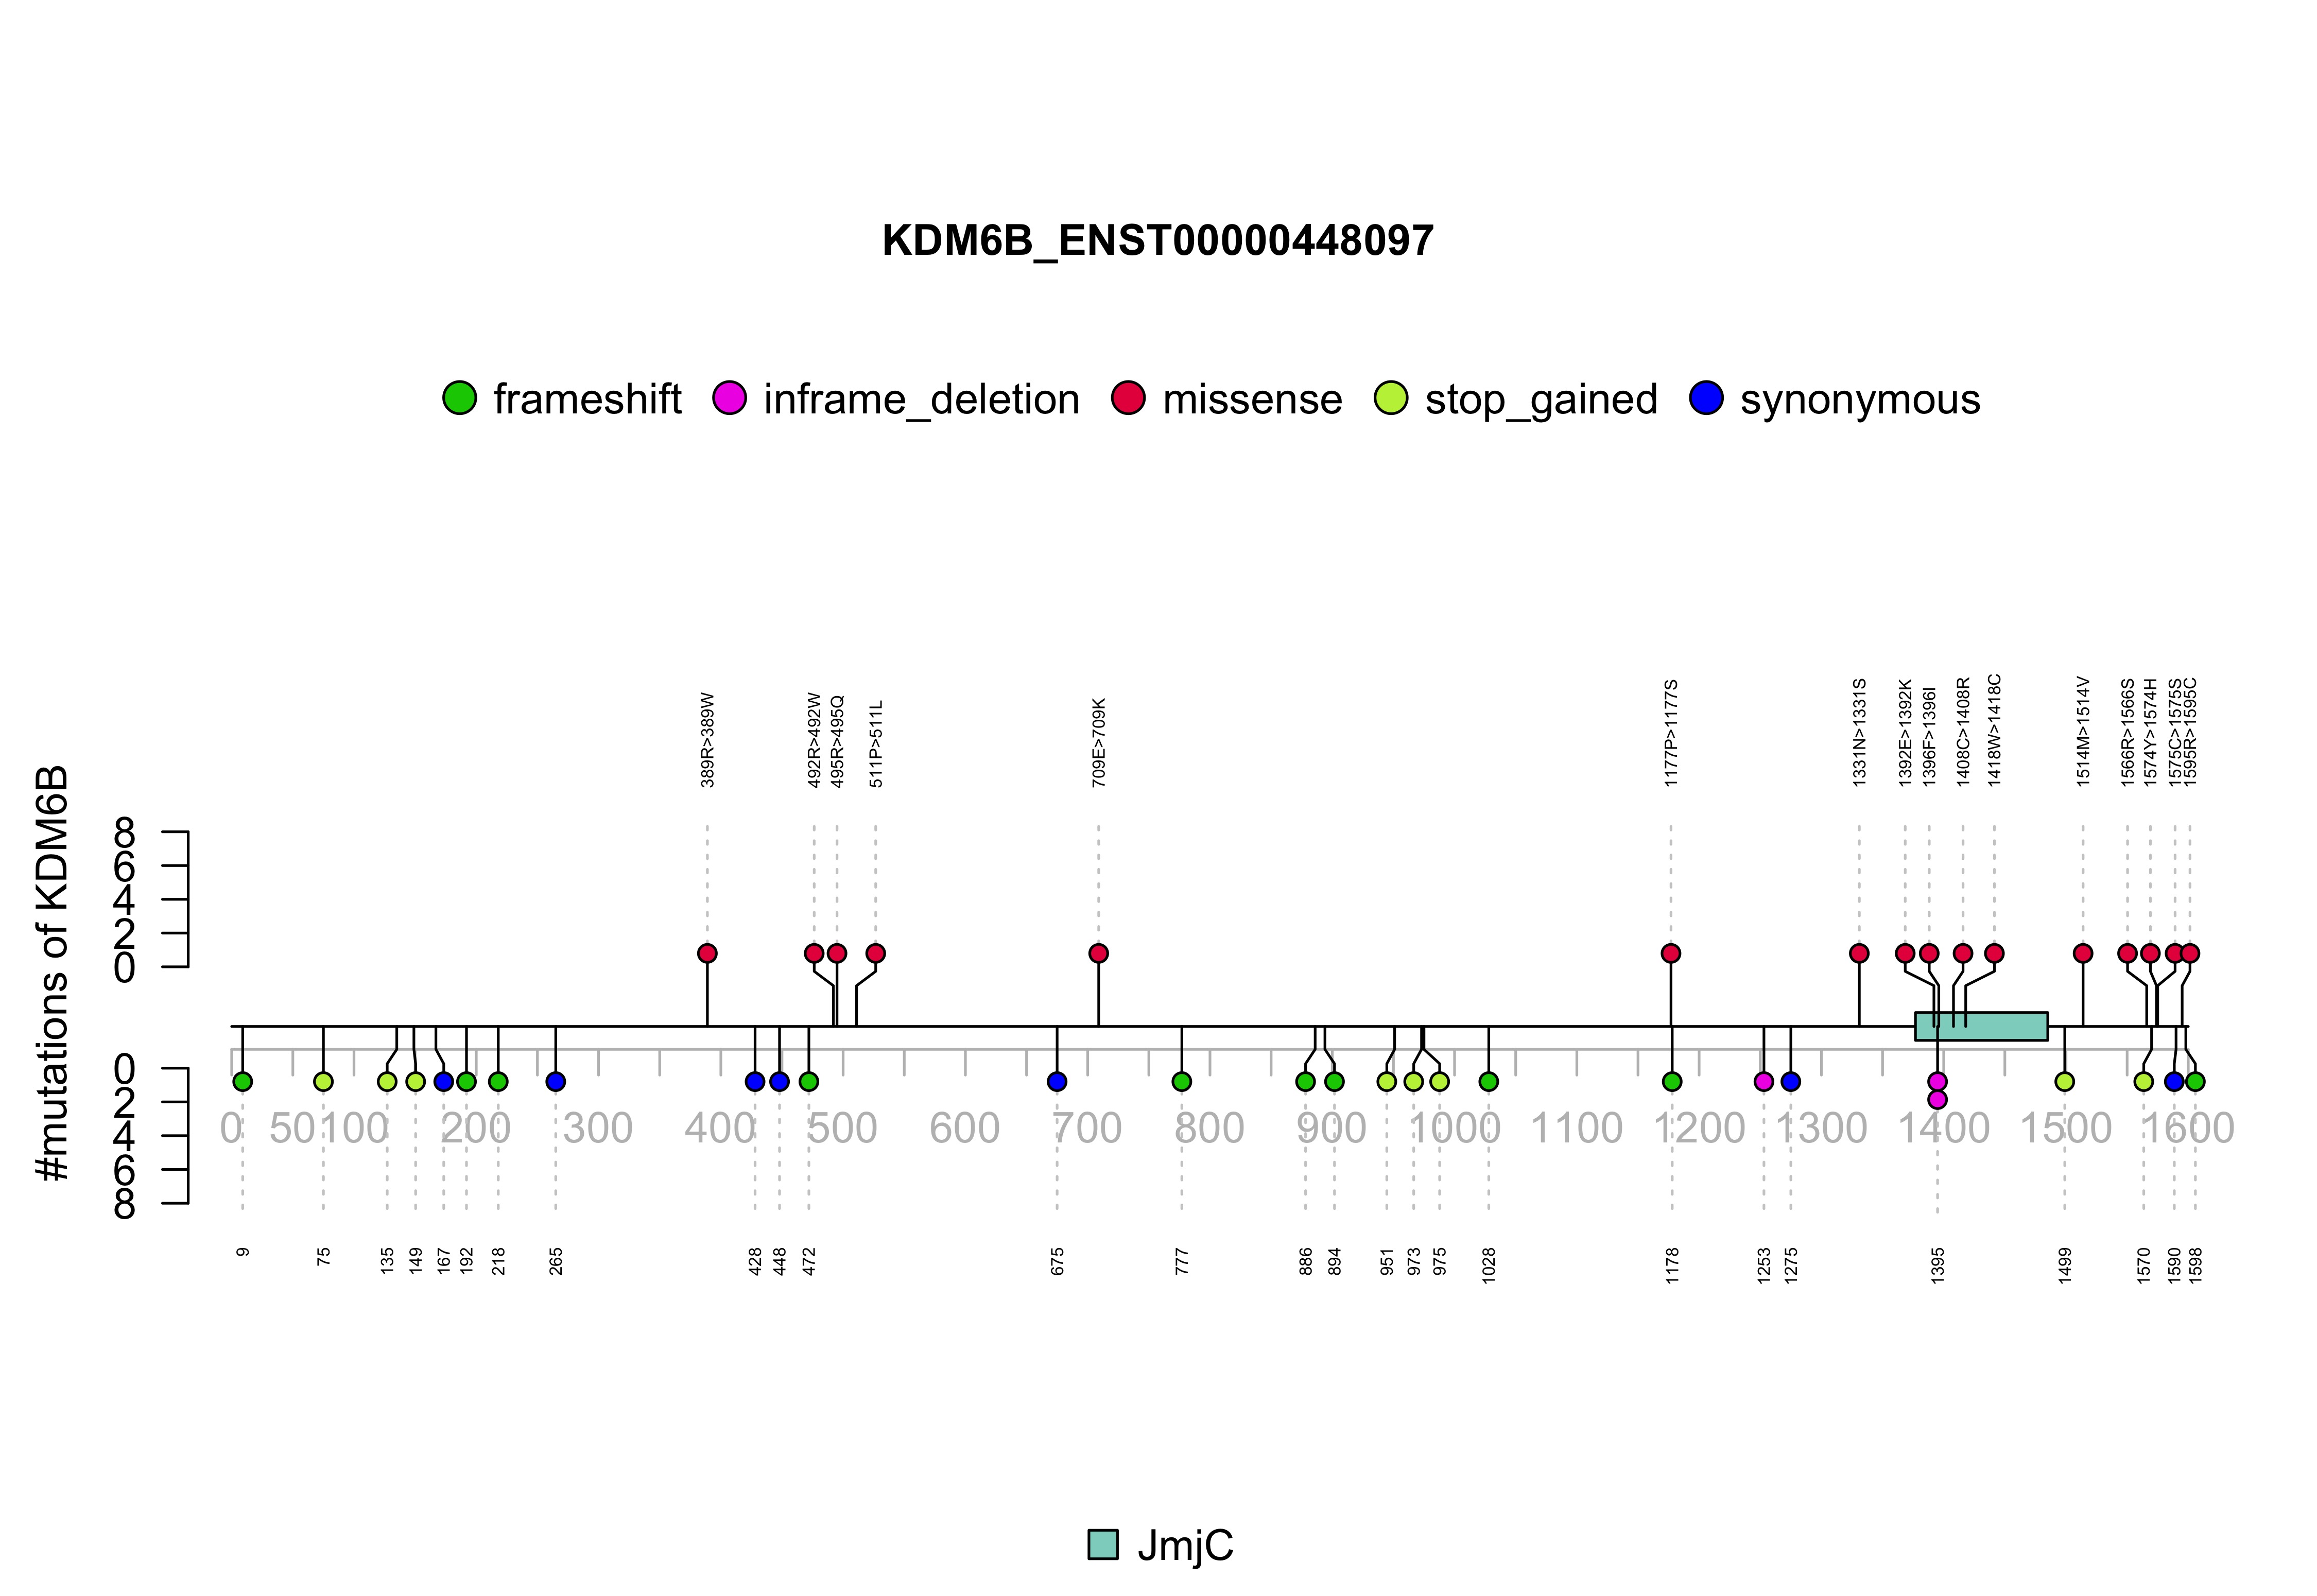 KDM6B_ENST00000448097
frameshift inframe_deletion missense stop_gained synonymous
389R>389W
492R>492W
495R>495Q
511P>511L
709E>709K
1177P>1177S
1331N>1331S
1392E>1392K
1396F>1396I
1408C>1408R
1418W>1418C
1514M>1514V
1566R>1566S
1574Y>1574H
1575C>1575S
1595R>1595C
#mutations of KDM6B
8
6
4
2
0
0
2
4
6
8
0 50 100 200 300 400 500 600 700 800 900 1000 1100 1200 1300 1400 1500 1600
9
75
135
149
167
192
218
265
428
448
472
675
777
886
894
951
973
975
1028
1178
1253
1275
1395
1499
1570
1590
1598
JmjC